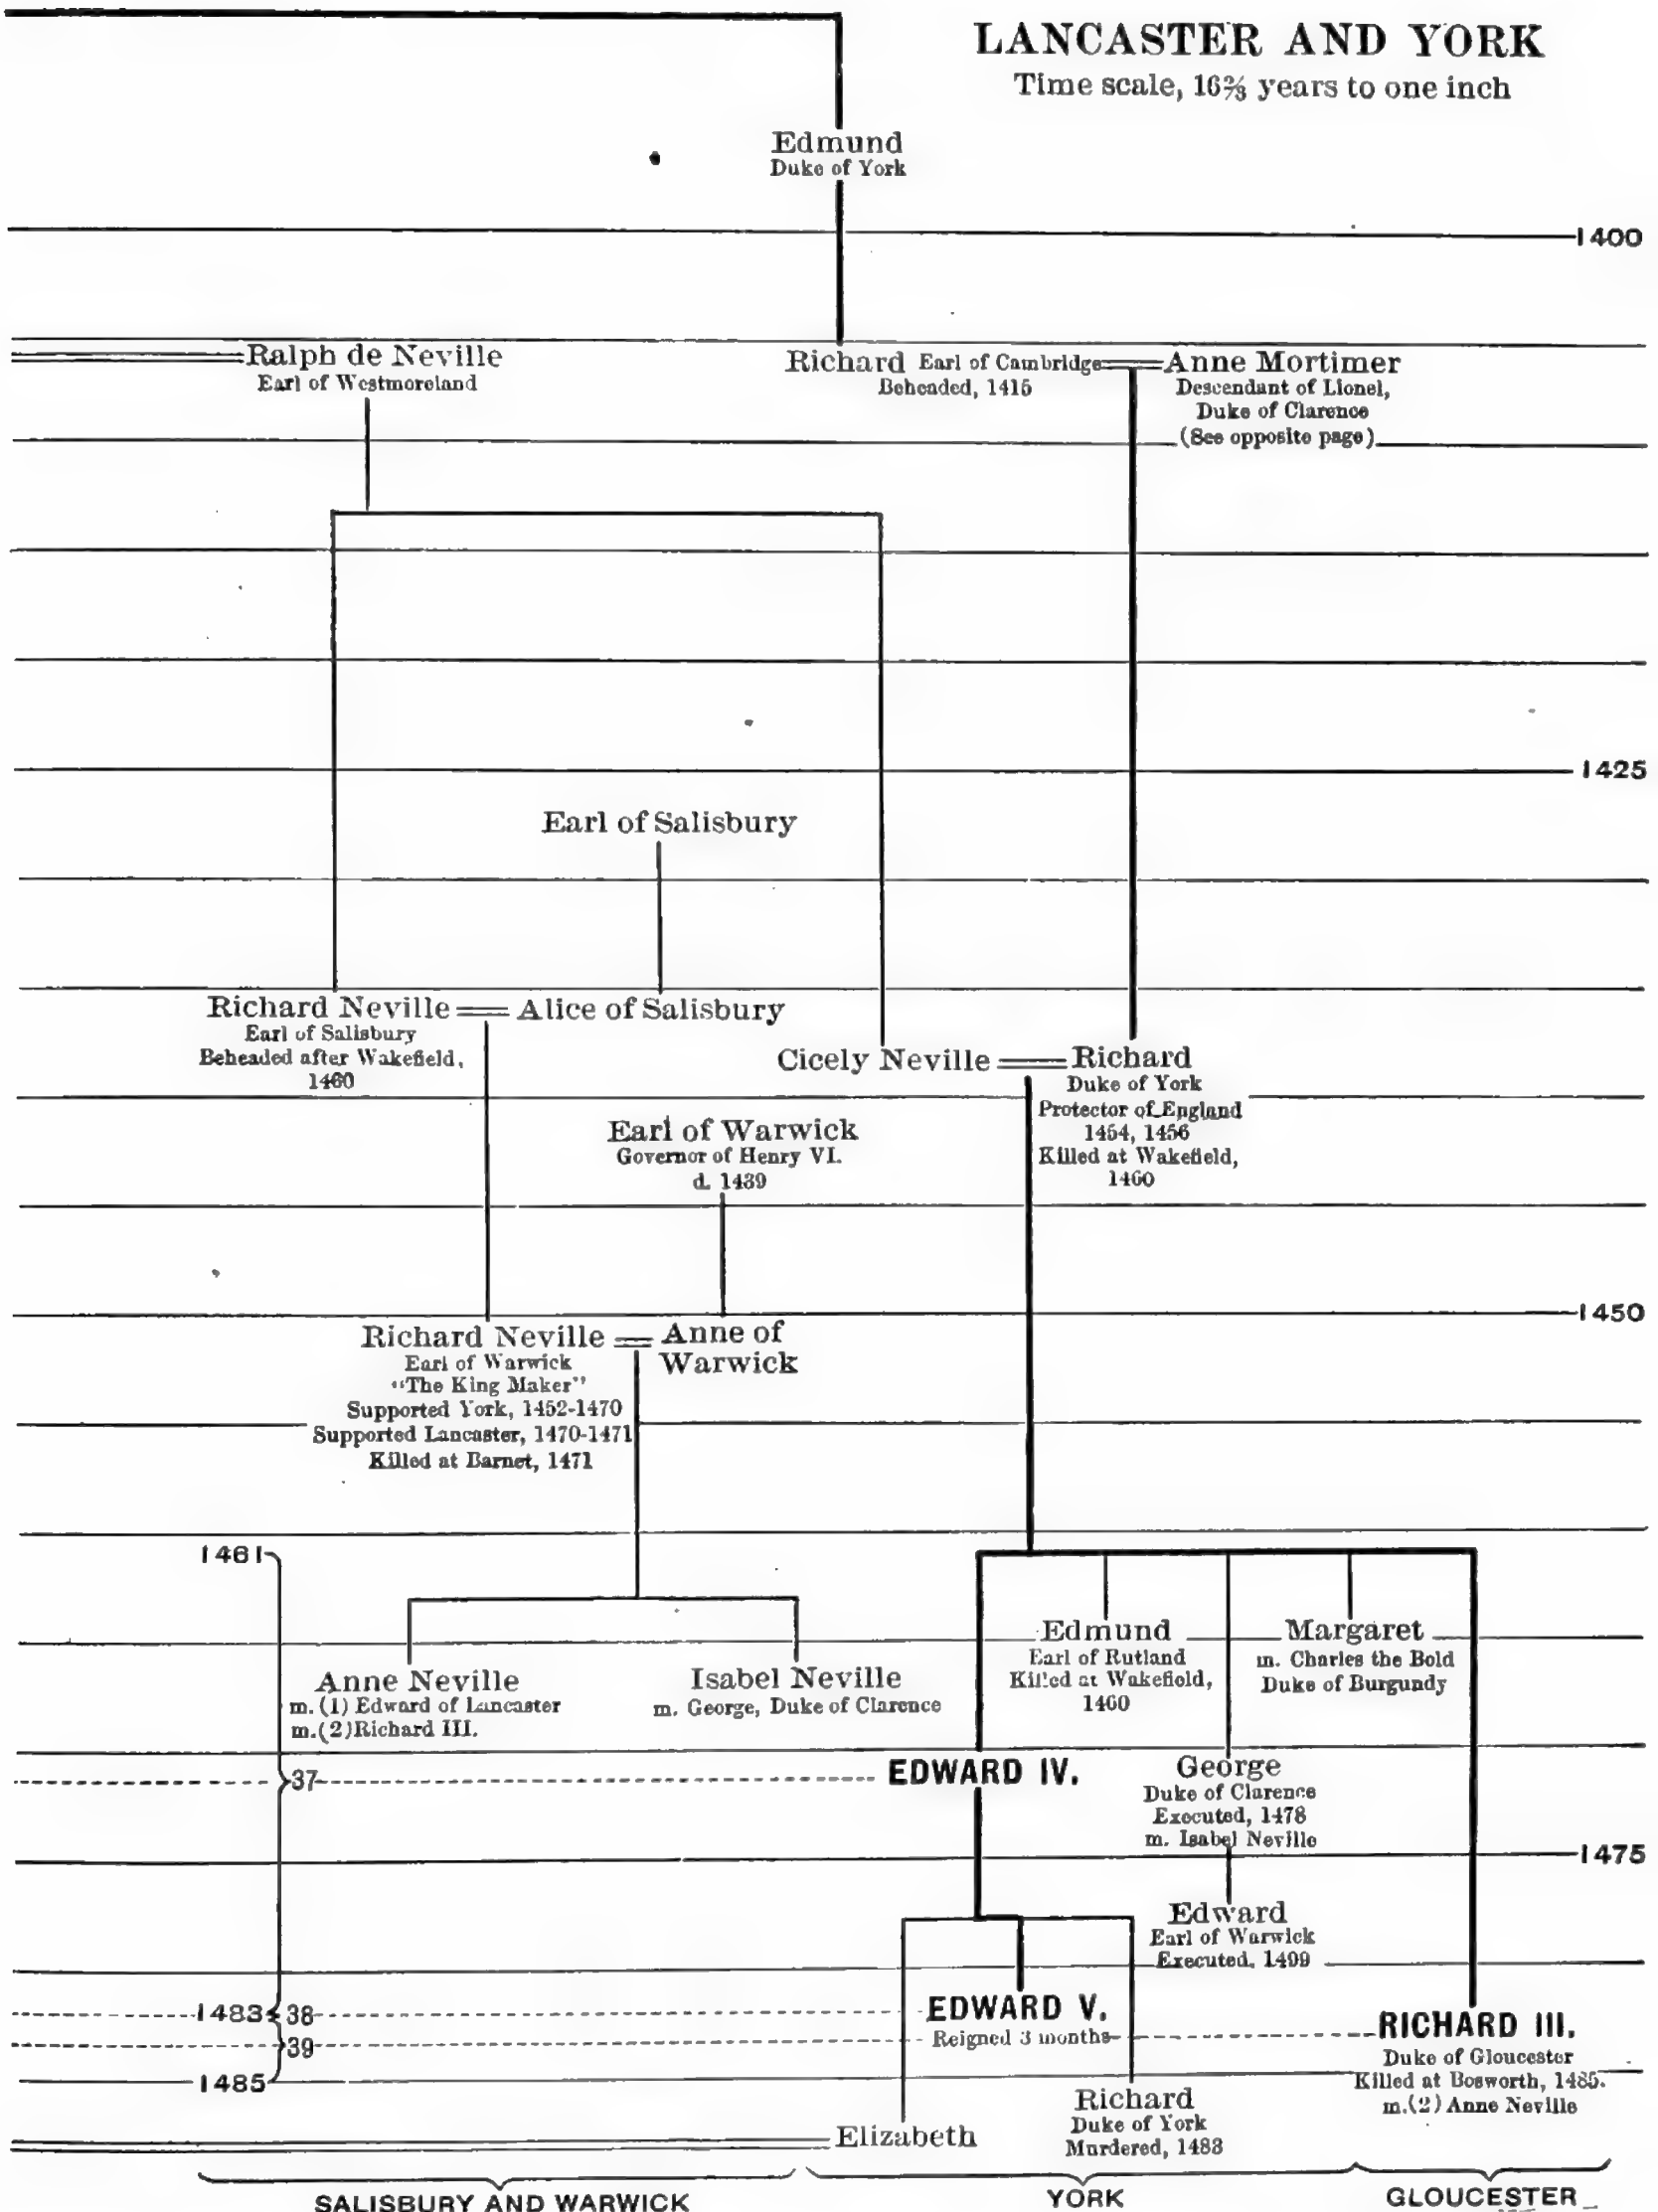 LANCASTER AND YORK
Time scale, 16⅔ years to one inch
Edmund
Duke of York
1400
Ralph de Neville
Earl of Westmoreland
Richard Earl of Cambridge
Beheaded, 1415
Anne Mortimer
Descendant of Lionel,
Duke of Clarence
(See opposite page)
1425
Earl of Salisbury
Richard Neville
Earl of Salisbury
Beheaded after Wakefield,
1460
Alice of Salisbury
Cicely Neville
Richard
Duke of York
Protector of England
1454, 1456
Killed at Wakefield,
1460
Earl of Warwick
Governor of Henry VI.
d. 1439
1450
Richard Neville
Earl of Warwick
"The King Maker"
Supported York, 1452-1470
Supported Lancaster, 1470-1471
Killed at Barnet, 1471
Anne of
Warwick
1461
Anne Neville
m. (1) Edward of Lancaster
m. (2) Richard III.
Isabel Neville
m. George, Duke of Clarence
Edmund
Earl of Rutland
Killed at Wakefield,
1460
Margaret
m. Charles the Bold
Duke of Burgundy
37
EDWARD IV.
George
Duke of Clarence
Executed, 1478
m. Isabel Neville
1475
Edward
Earl of Warwick
Executed, 1499
1483
38
39
1485
EDWARD V.
Reigned 3 months
RICHARD III.
Duke of Gloucester
Killed at Bosworth, 1485.
m. (2) Anne Neville
Richard
Duke of York
Murdered, 1483
Elizabeth
SALISBURY AND WARWICK
YORK
GLOUCESTER